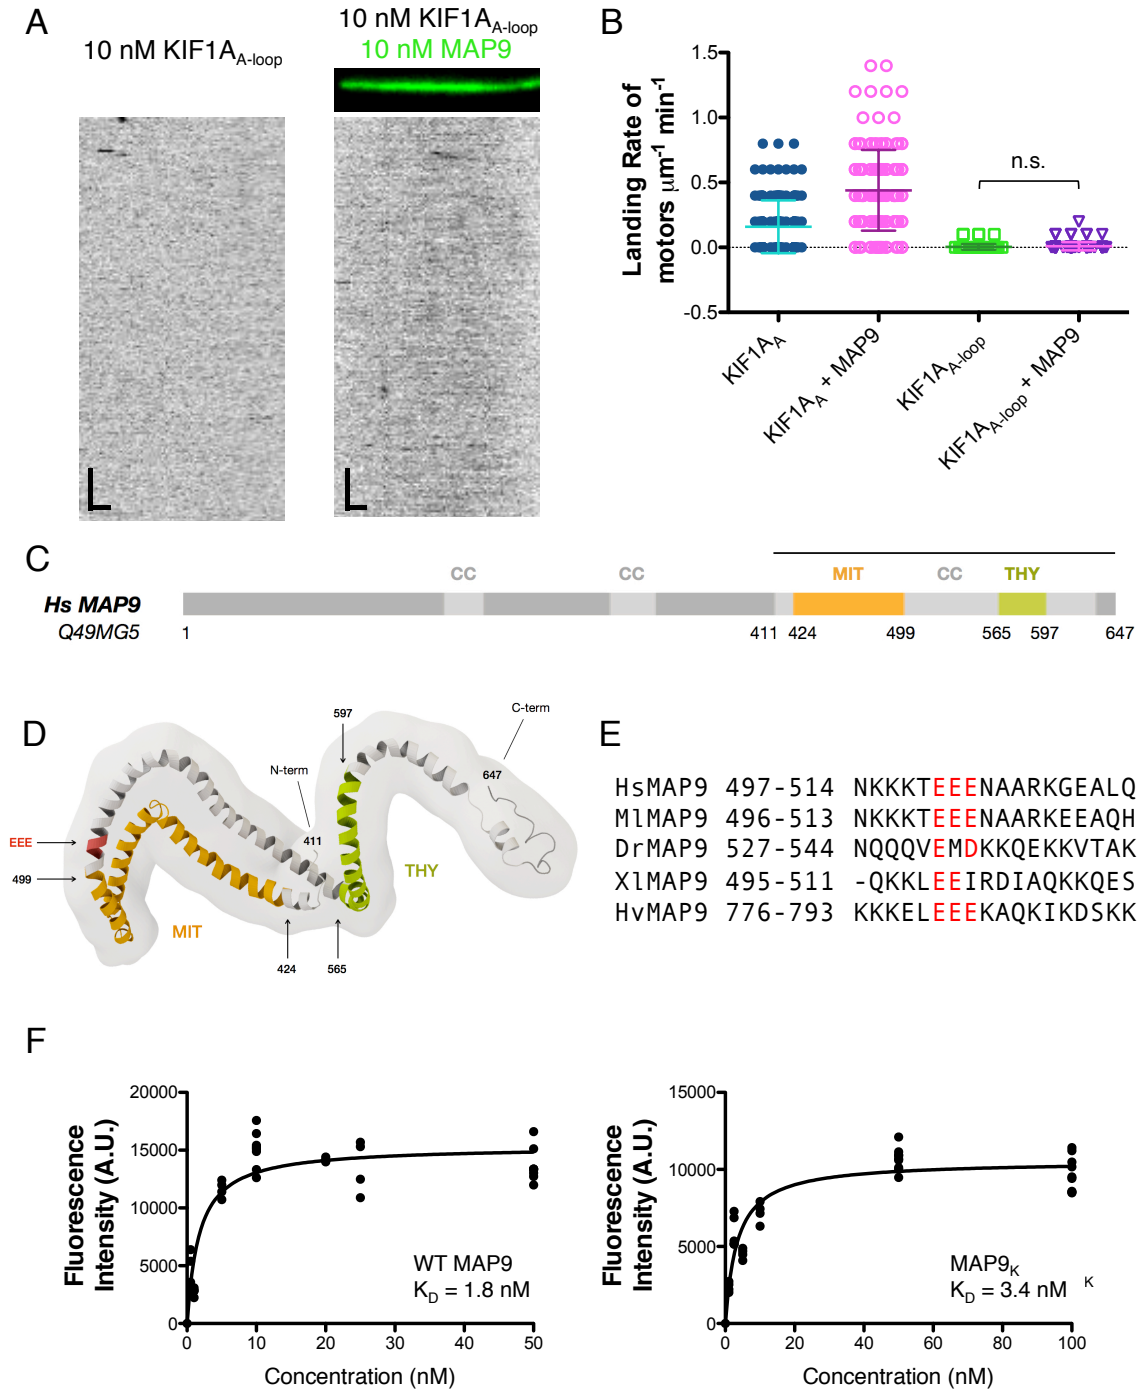 A
10 nM KIF1AA-loop
10 nM KIF1AA-loop
10 nM MAP9
B
Landing Rate of
motors μm-1 min-1
1.5
1.0
0.5
0.0
-0.5
n.s.
KIF1AA
KIF1AA + MAP9
KIF1AA-loop
KIF1AA-loop + MAP9
C
CC
CC
MIT
CC
THY
Hs MAP9
Q49MG5
1
411
424
499
565
597
647
D
597
C-term
N-term
647
411
EEE
499
THY
MIT
424
565
E
HsMAP9 497-514 NKKKTEEENAARKGEALQ
MlMAP9 496-513 NKKKTEEENAARKEEAQH
DrMAP9 527-544 NQQQVEMDKKQEKKVTAK
XlMAP9 495-511 -QKKLEEIRDIAQKKQES
HvMAP9 776-793 KKKELEEEKAQKIKDSKK
F
Fluorescence
Intensity (A.U.)
20000
15000
10000
5000
0
0 10 20 30 40 50
Concentration (nM)
WT MAP9
KD = 1.8 nM
Fluorescence
Intensity (A.U.)
15000
10000
5000
0
0 20 40 60 80 100
Concentration (nM)
MAP9K
KD = 3.4 nM
K